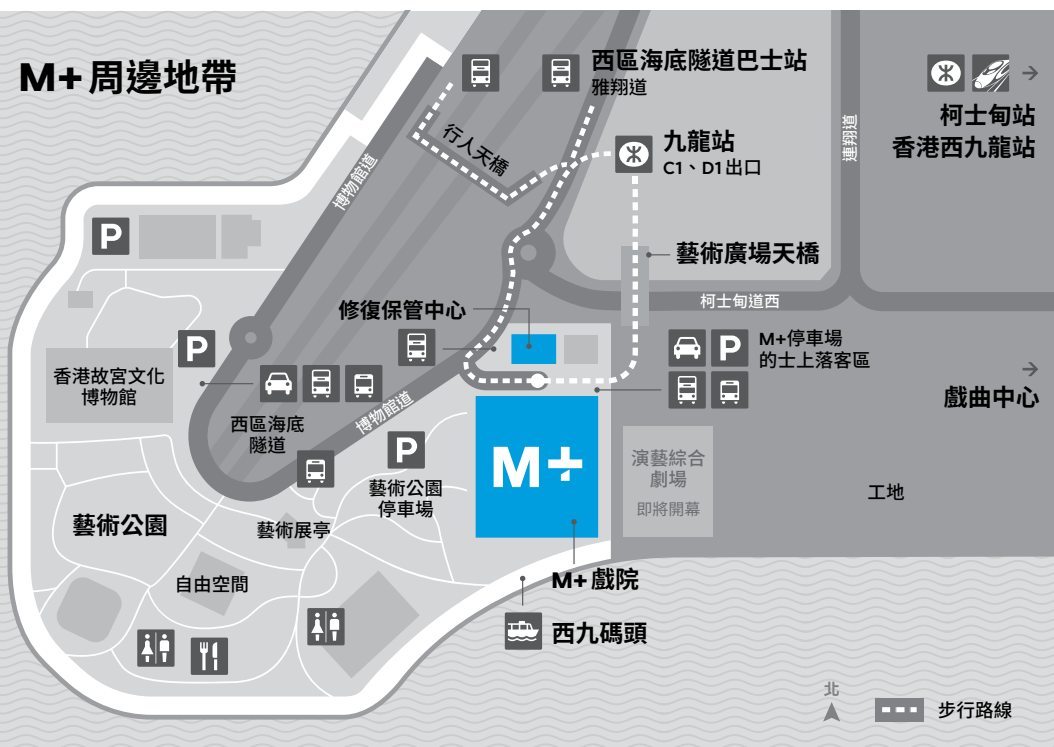 M+ 周邊地帶
西區海底隧道巴士站
雅翔道
柯士甸站
香港西九龍站
連翔道
行人天橋
九龍站
C1、D1 出口
博物館道
P
藝術廣場天橋
柯士甸道西
修復保管中心
P
P
M+停車場
的士上落客區
香港故宮文化
博物館
戲曲中心
西區海底
隧道
博物館道
P
藝術公園
停車場
M+
演藝綜合
劇場
即將開幕
工地
藝術公園
藝術展亭
自由空間
M+ 戲院
西九碼頭
北
步行路線